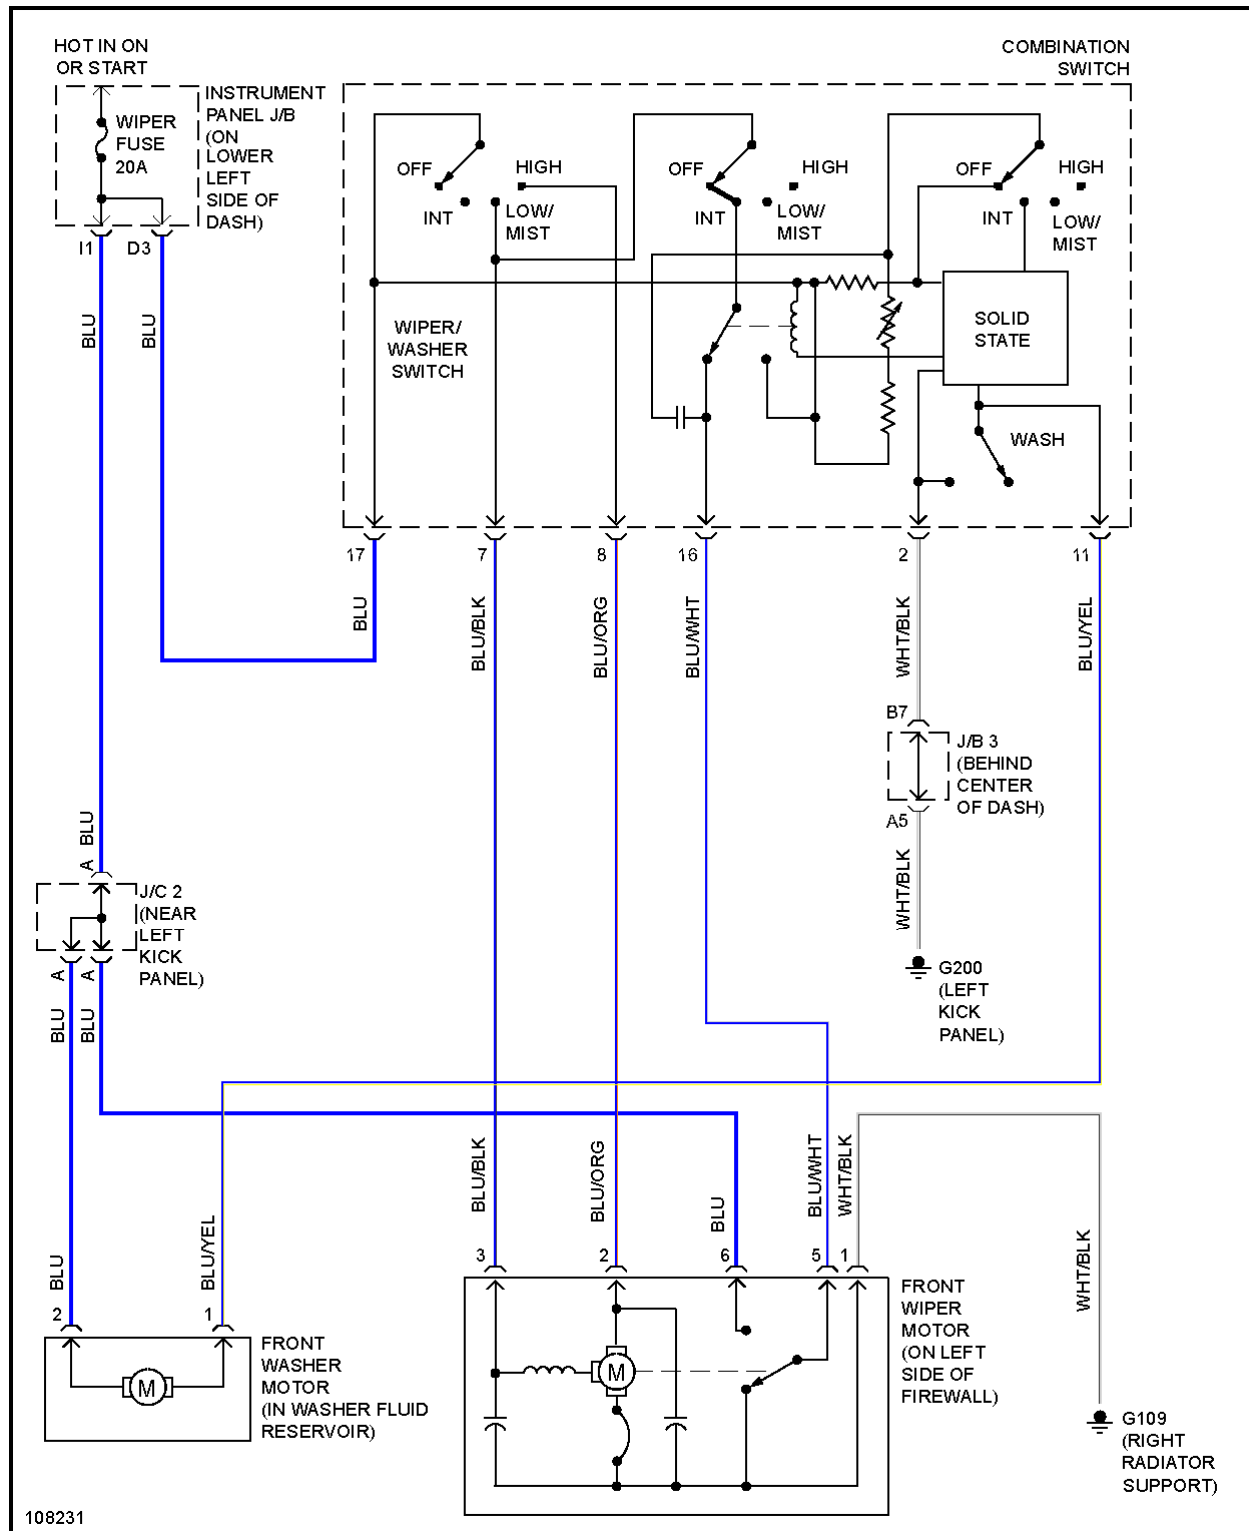 HOT IN ON
OR START
WIPER
FUSE
20A
INSTRUMENT
PANEL J/B
(ON
LOWER
LEFT
SIDE OF
DASH)
I1
D3
BLU
BLU
COMBINATION
SWITCH
OFF
INT
HIGH
LOW/
MIST
OFF
INT
HIGH
LOW/
MIST
OFF
INT
HIGH
LOW/
MIST
WIPER/
WASHER
SWITCH
SOLID
STATE
WASH
17
7
8
16
2
11
BLU
BLU/BLK
BLU/ORG
BLU/WHT
WHT/BLK
BLU/YEL
B7
J/B 3
(BEHIND
CENTER
OF DASH)
A5
WHT/BLK
G200
(LEFT
KICK
PANEL)
BLU
A
J/C 2
(NEAR
LEFT
KICK
PANEL)
A
A
BLU
BLU
BLU
BLU/YEL
BLU/BLK
BLU/ORG
BLU
BLU/WHT
WHT/BLK
WHT/BLK
2
1
3
2
6
5
1
M
FRONT
WASHER
MOTOR
(IN WASHER FLUID
RESERVOIR)
M
FRONT
WIPER
MOTOR
(ON LEFT
SIDE OF
FIREWALL)
G109
(RIGHT
RADIATOR
SUPPORT)
108231